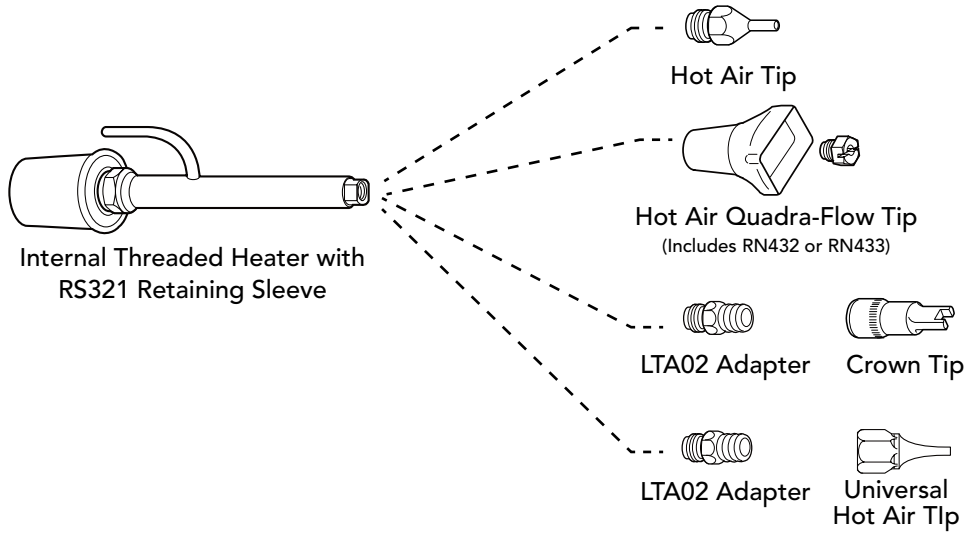 Hot Air Tip
Hot Air Quadra-Flow Tip
(Includes RN432 or RN433)
Internal Threaded Heater with
RS321 Retaining Sleeve
LTA02 Adapter
Crown Tip
LTA02 Adapter
Universal
Hot Air TIp